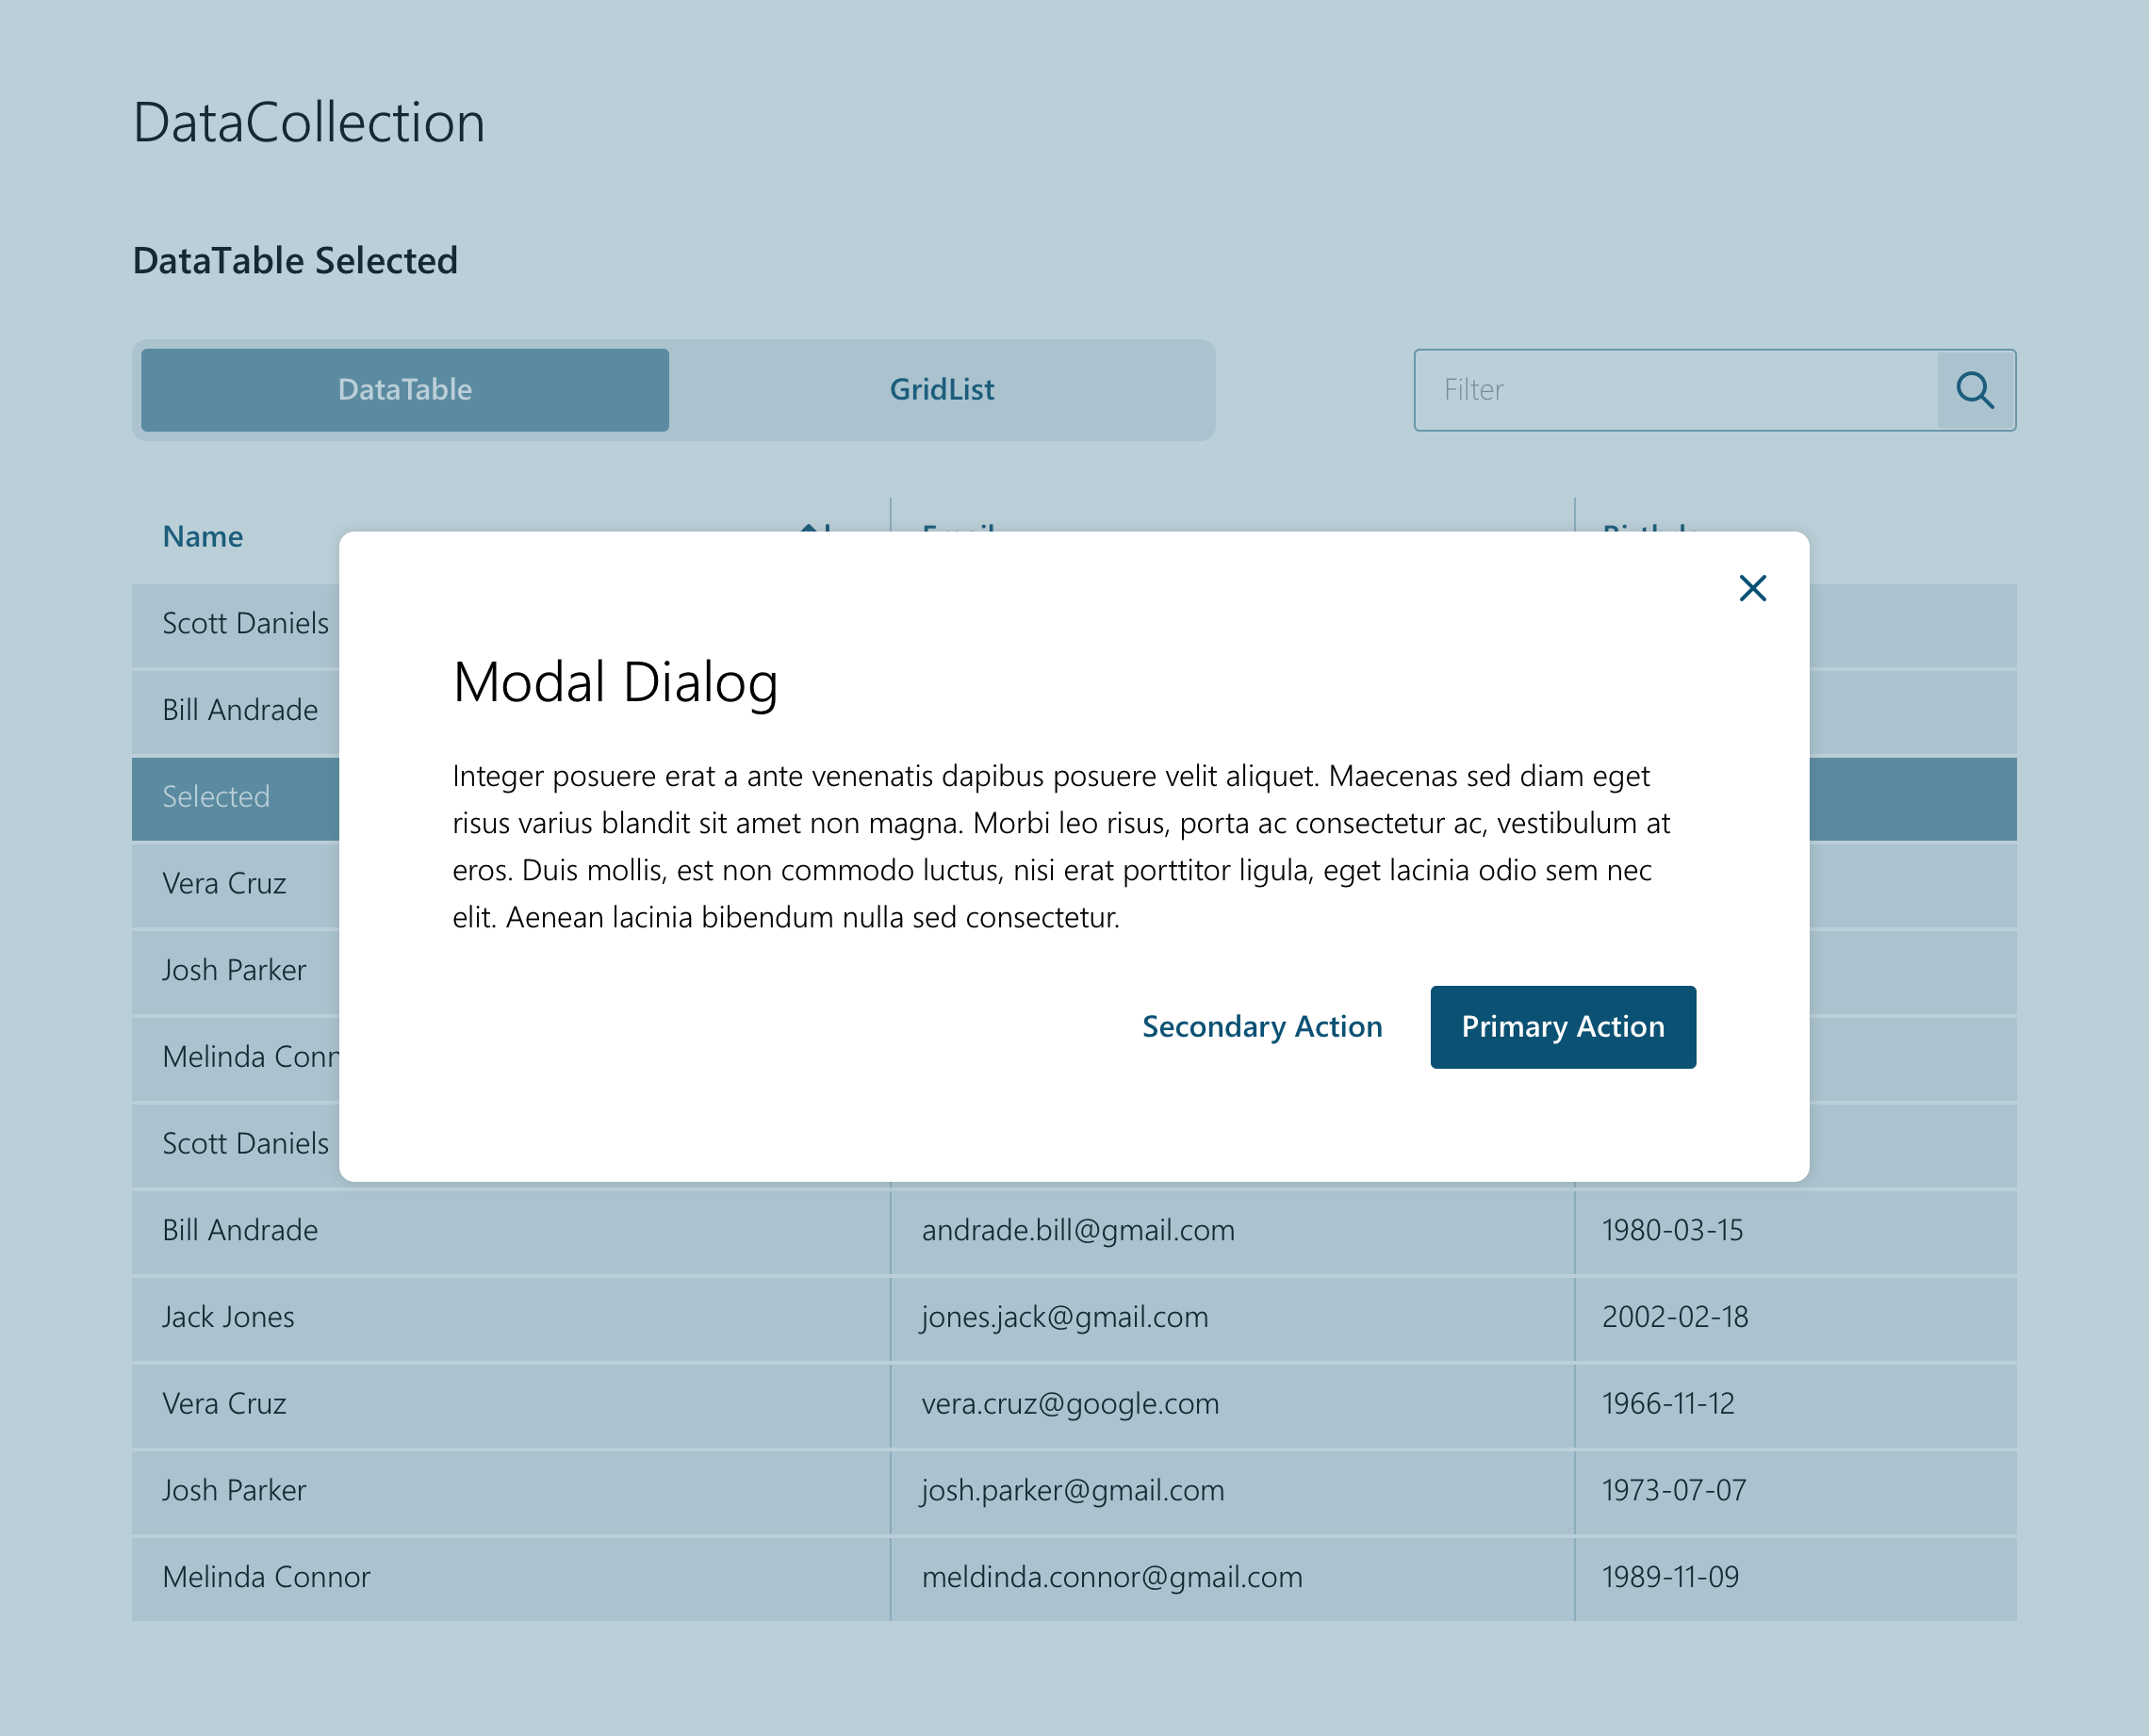 DataCollection
DataTable Selected
DataTable GridList Filter
Name Email
Scott Daniels
Bill Andrade
Selected
Vera Cruz
Josh Parker
Melinda
Scott Daniels
Modal Dialog
Integer posuere erat a ante venenatis dapibus posuere velit aliquet. Maecenas sed diam eget
risus varius blandit sit amet non magna. Morbi leo risus, porta ac consectetur ac, vestibulum at
eros. Duis mollis, est non commodo luctus, nisi erat porttitor ligula, eget lacinia odio sem nec
elit. Aenean lacinia bibendum nulla sed consectetur.
Secondary Action Primary Action
Bill Andrade andrade.bill@gmail.com 1980-03-15
Jack Jones jones.jack@gmail.com 2002-02-18
Vera Cruz vera.cruz@google.com 1966-11-12
Josh Parker josh.parker@gmail.com 1973-07-07
Melinda Connor meldinda.connor@gmail.com 1989-11-09